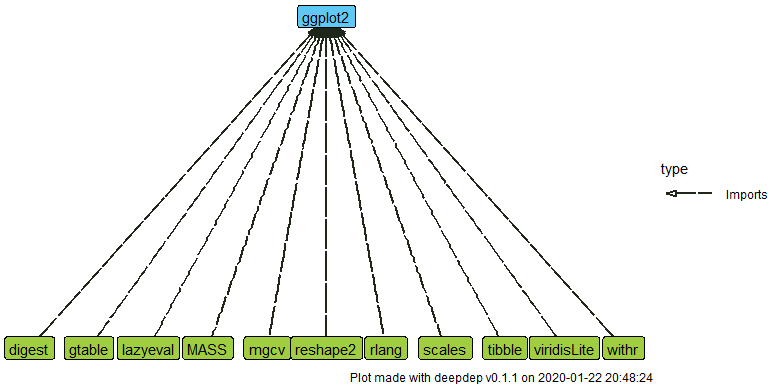 ggplot2
type
Imports
digest gtable lazyeval MASS mgcv reshape2 rlang scales tibble viridisLite withr
Plot made with deepdep v0.1.1 on 2020-01-22 20:48:24